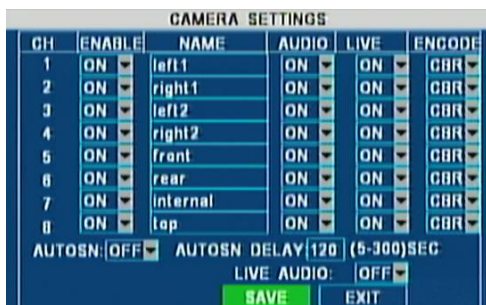 CAMERA SETTINGS
CH ENABLE NAME AUDIO LIVE ENCODE
1 ON left1 ON ON CBR
2 ON right1 ON ON CBR
3 ON left2 ON ON CBR
4 ON right2 ON ON CBR
5 ON front ON ON CBR
6 ON rear ON ON CBR
7 ON internal ON ON CBR
8 ON top ON ON CBR
AUTOSN: OFF AUTOSN DELAY 120 (5-300)SEC
LIVE AUDIO: OFF
SAVE EXIT